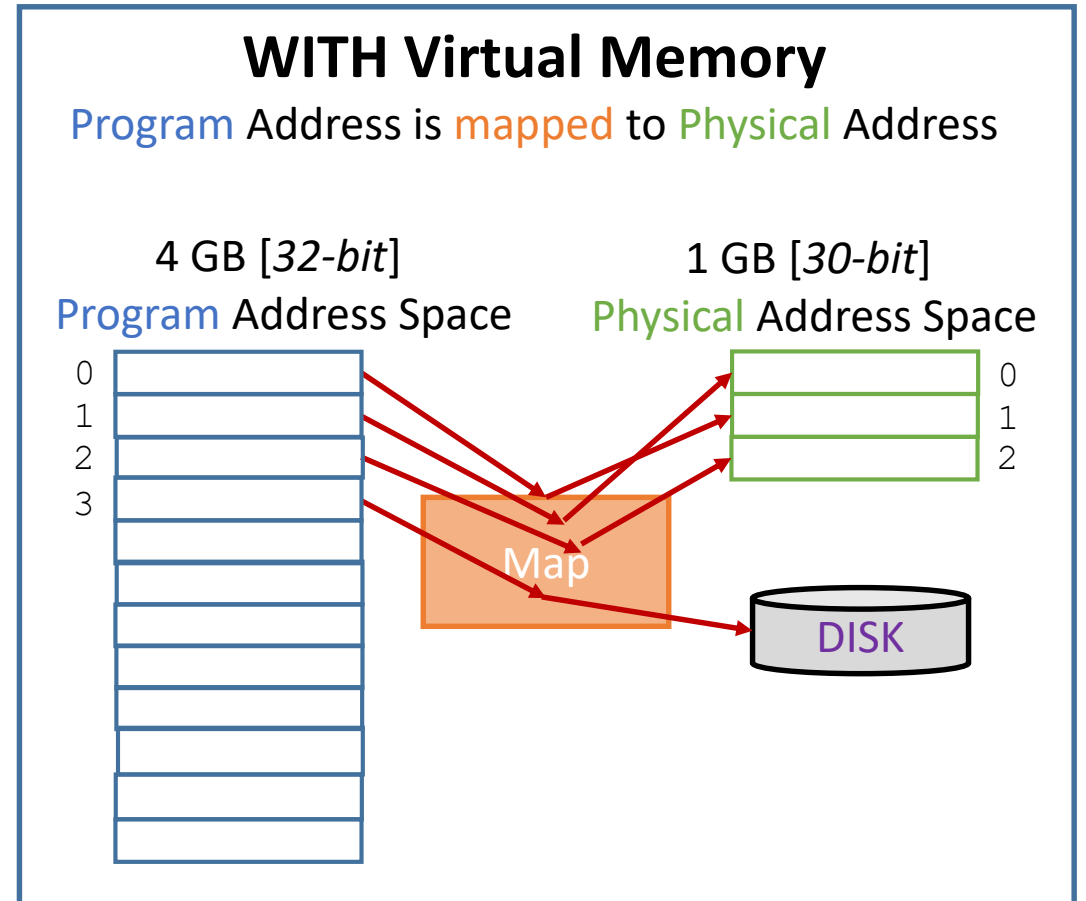 WITH Virtual Memory
Program Address is mapped to Physical Address
4 GB [32-bit]
Program Address Space
1 GB [30-bit]
Physical Address Space
0
1
2
3
0
1
2
Map
DISK